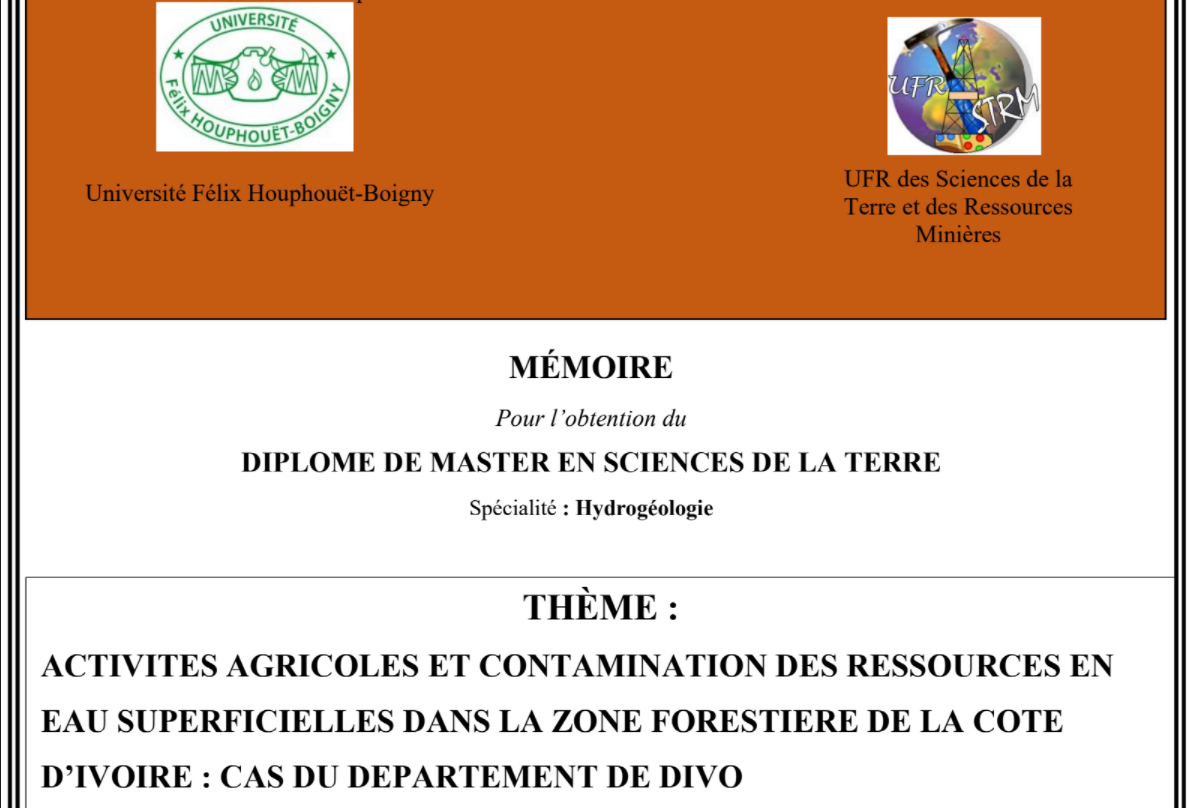 UNIVERSITÉ
Félix HOUPHOUËT-BOIGNY
UFR
STRM
Université Félix Houphouët-Boigny
UFR des Sciences de la
Terre et des Ressources
Minières
MÉMOIRE
Pour l’obtention du
DIPLOME DE MASTER EN SCIENCES DE LA TERRE
Spécialité : Hydrogéologie
THÈME :
ACTIVITES AGRICOLES ET CONTAMINATION DES RESSOURCES EN
EAU SUPERFICIELLES DANS LA ZONE FORESTIERE DE LA COTE
D’IVOIRE : CAS DU DEPARTEMENT DE DIVO